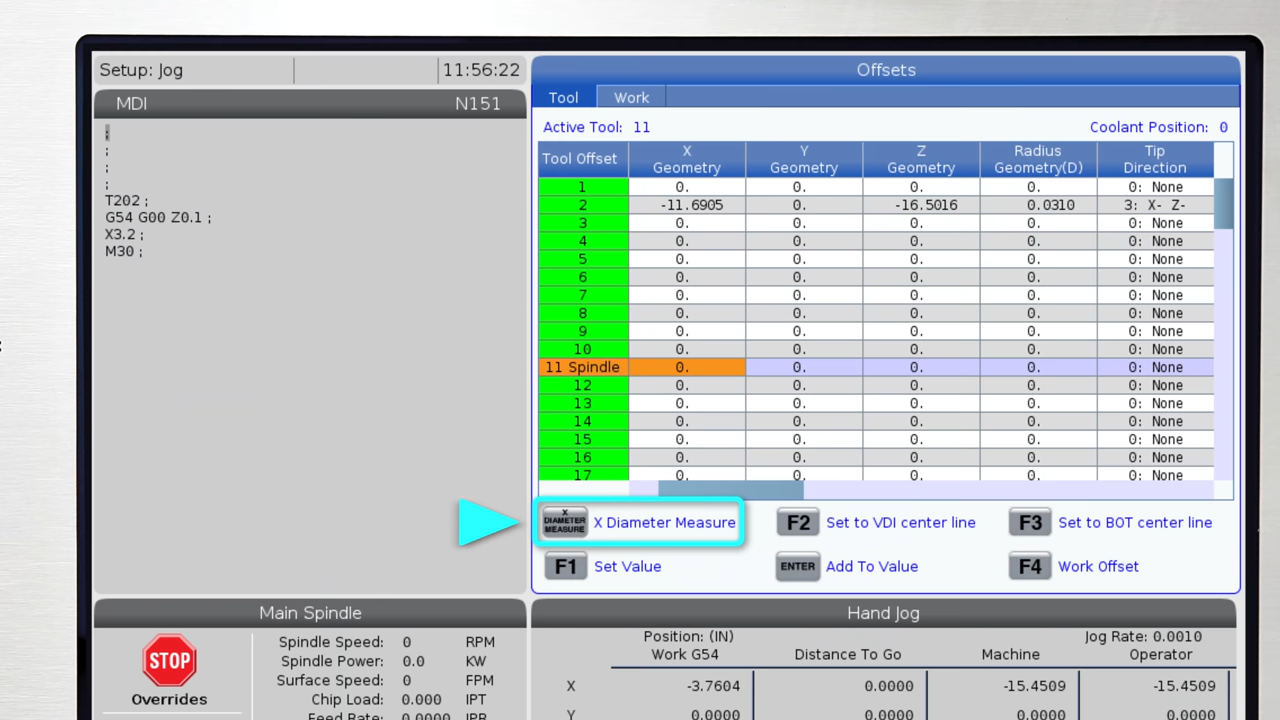 Setup: Jog
11:56:22
MDI N151
;
;
;
;
T202 ;
G54 G00 Z0.1 ;
X3.2 ;
M30 ;
Offsets
Tool Work
Active Tool: 11 Coolant Position: 0
Tool Offset X Geometry Y Geometry Z Geometry Radius Geometry(D) Tip Direction
1 0. 0. 0. 0. 0: None
2 -11.6905 0. -16.5016 0.0310 3: X- Z-
3 0. 0. 0. 0. 0: None
4 0. 0. 0. 0. 0: None
5 0. 0. 0. 0. 0: None
6 0. 0. 0. 0. 0: None
7 0. 0. 0. 0. 0: None
8 0. 0. 0. 0. 0: None
9 0. 0. 0. 0. 0: None
10 0. 0. 0. 0. 0: None
11 Spindle 0. 0. 0. 0. 0: None
12 0. 0. 0. 0. 0: None
13 0. 0. 0. 0. 0: None
14 0. 0. 0. 0. 0: None
15 0. 0. 0. 0. 0: None
16 0. 0. 0. 0. 0: None
17 0. 0. 0. 0. 0: None
X DIAMETER MEASURE X Diameter Measure F2 Set to VDI center line F3 Set to BOT center line
F1 Set Value ENTER Add To Value F4 Work Offset
Main Spindle
STOP
Overrides
Spindle Speed: 0 RPM
Spindle Power: 0.0 KW
Surface Speed: 0 FPM
Chip Load: 0.000 IPT
Feed Rate: 0.0000 IPR
Hand Jog
Position: (IN) Jog Rate: 0.0010
Work G54 Distance To Go Machine Operator
X -3.7604 0.0000 -15.4509 -15.4509
Y 0.0000 0.0000 0.0000 0.0000